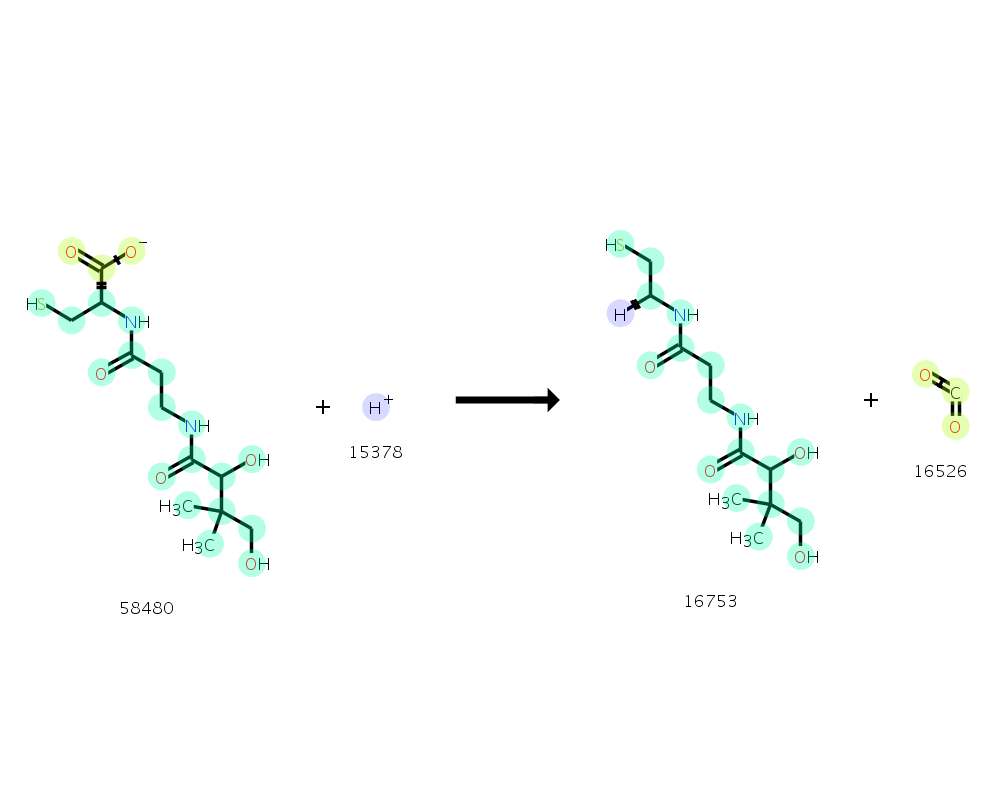 O O−
HS
NH
O
+ H+ 15378
NH
O OH
H3C
H3C
OH
58480
HS
H NH
O
NH
O OH
H3C
H3C
OH
16753
+
O C
O
16526